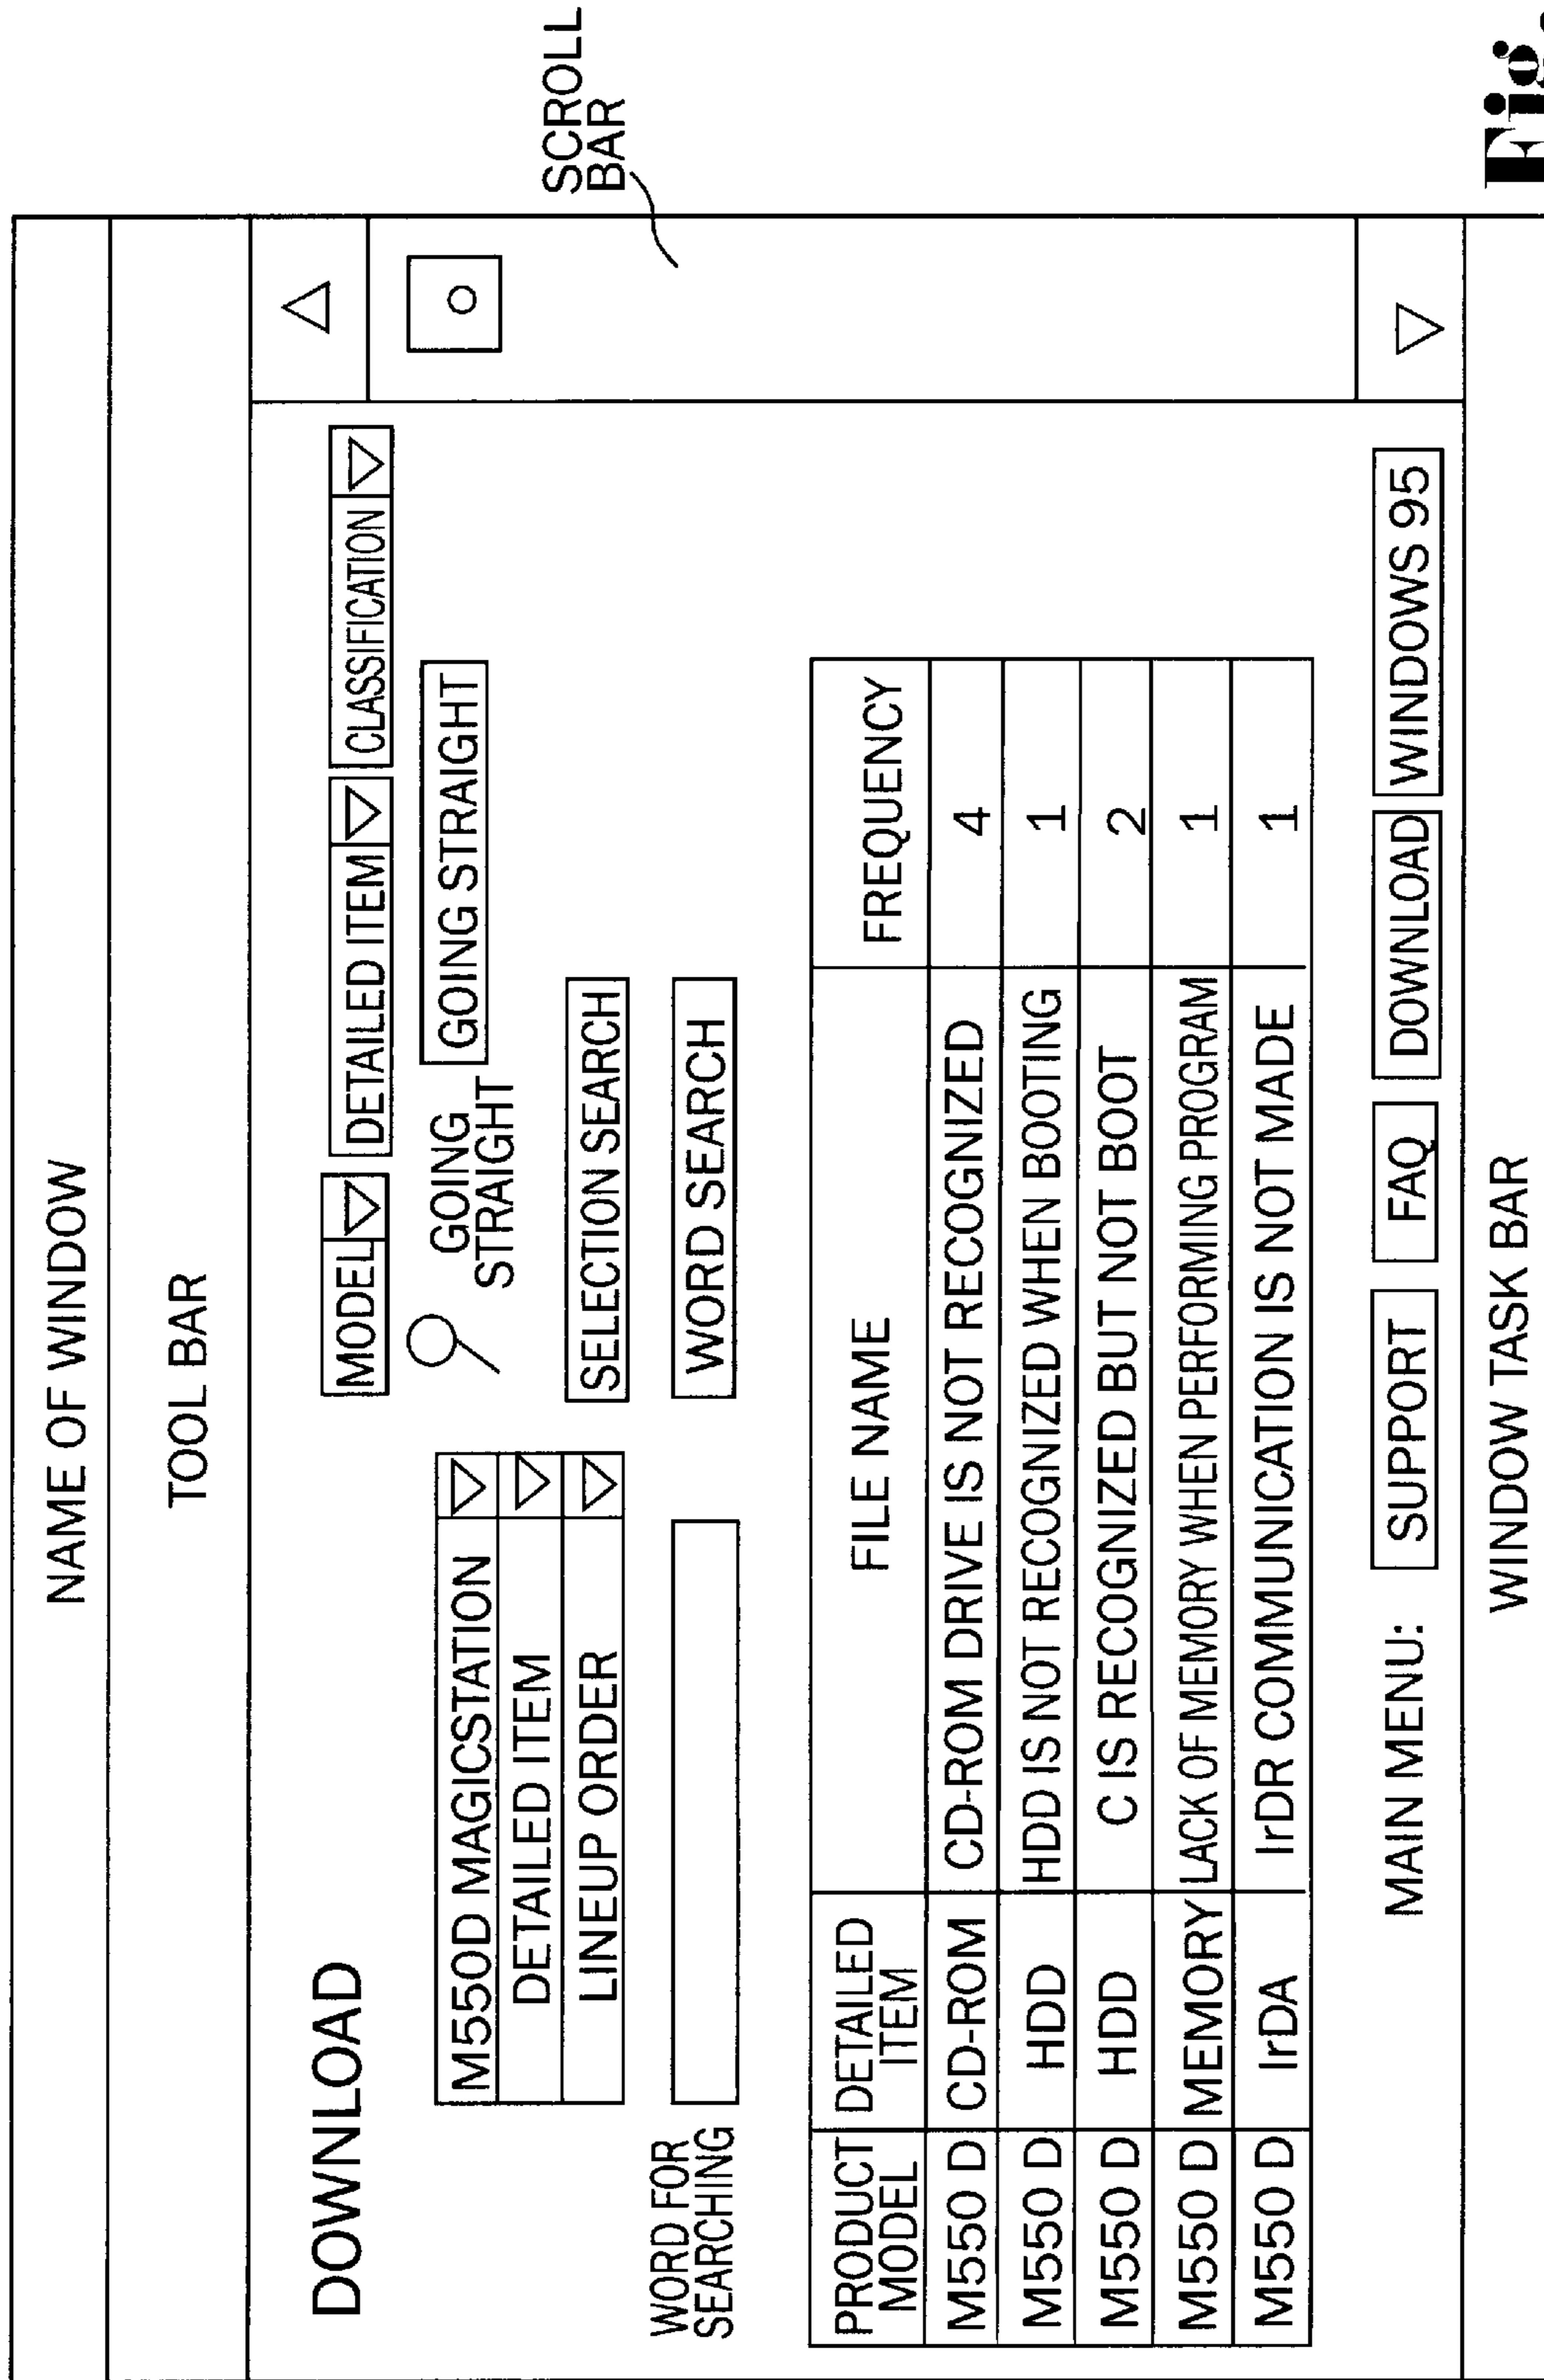 NAME OF WINDOW
TOOL BAR
DOWNLOAD
MODEL DETAILED ITEM CLASSIFICATION
M550D MAGICSTATION
DETAILED ITEM
LINEUP ORDER
GOING
STRAIGHT
GOING STRAIGHT
SELECTION SEARCH
WORD FOR
SEARCHING
WORD SEARCH
SCROLL
BAR
PRODUCT MODEL DETAILED ITEM FILE NAME FREQUENCY
M550 D CD-ROM CD-ROM DRIVE IS NOT RECOGNIZED 4
M550 D HDD HDD IS NOT RECOGNIZED WHEN BOOTING 1
M550 D HDD C IS RECOGNIZED BUT NOT BOOT 2
M550 D MEMORY LACK OF MEMORY WHEN PERFORMING PROGRAM 1
M550 D IrDA IrDR COMMUNICATION IS NOT MADE 1
MAIN MENU: SUPPORT FAQ DOWNLOAD WINDOWS 95
WINDOW TASK BAR
Fig.